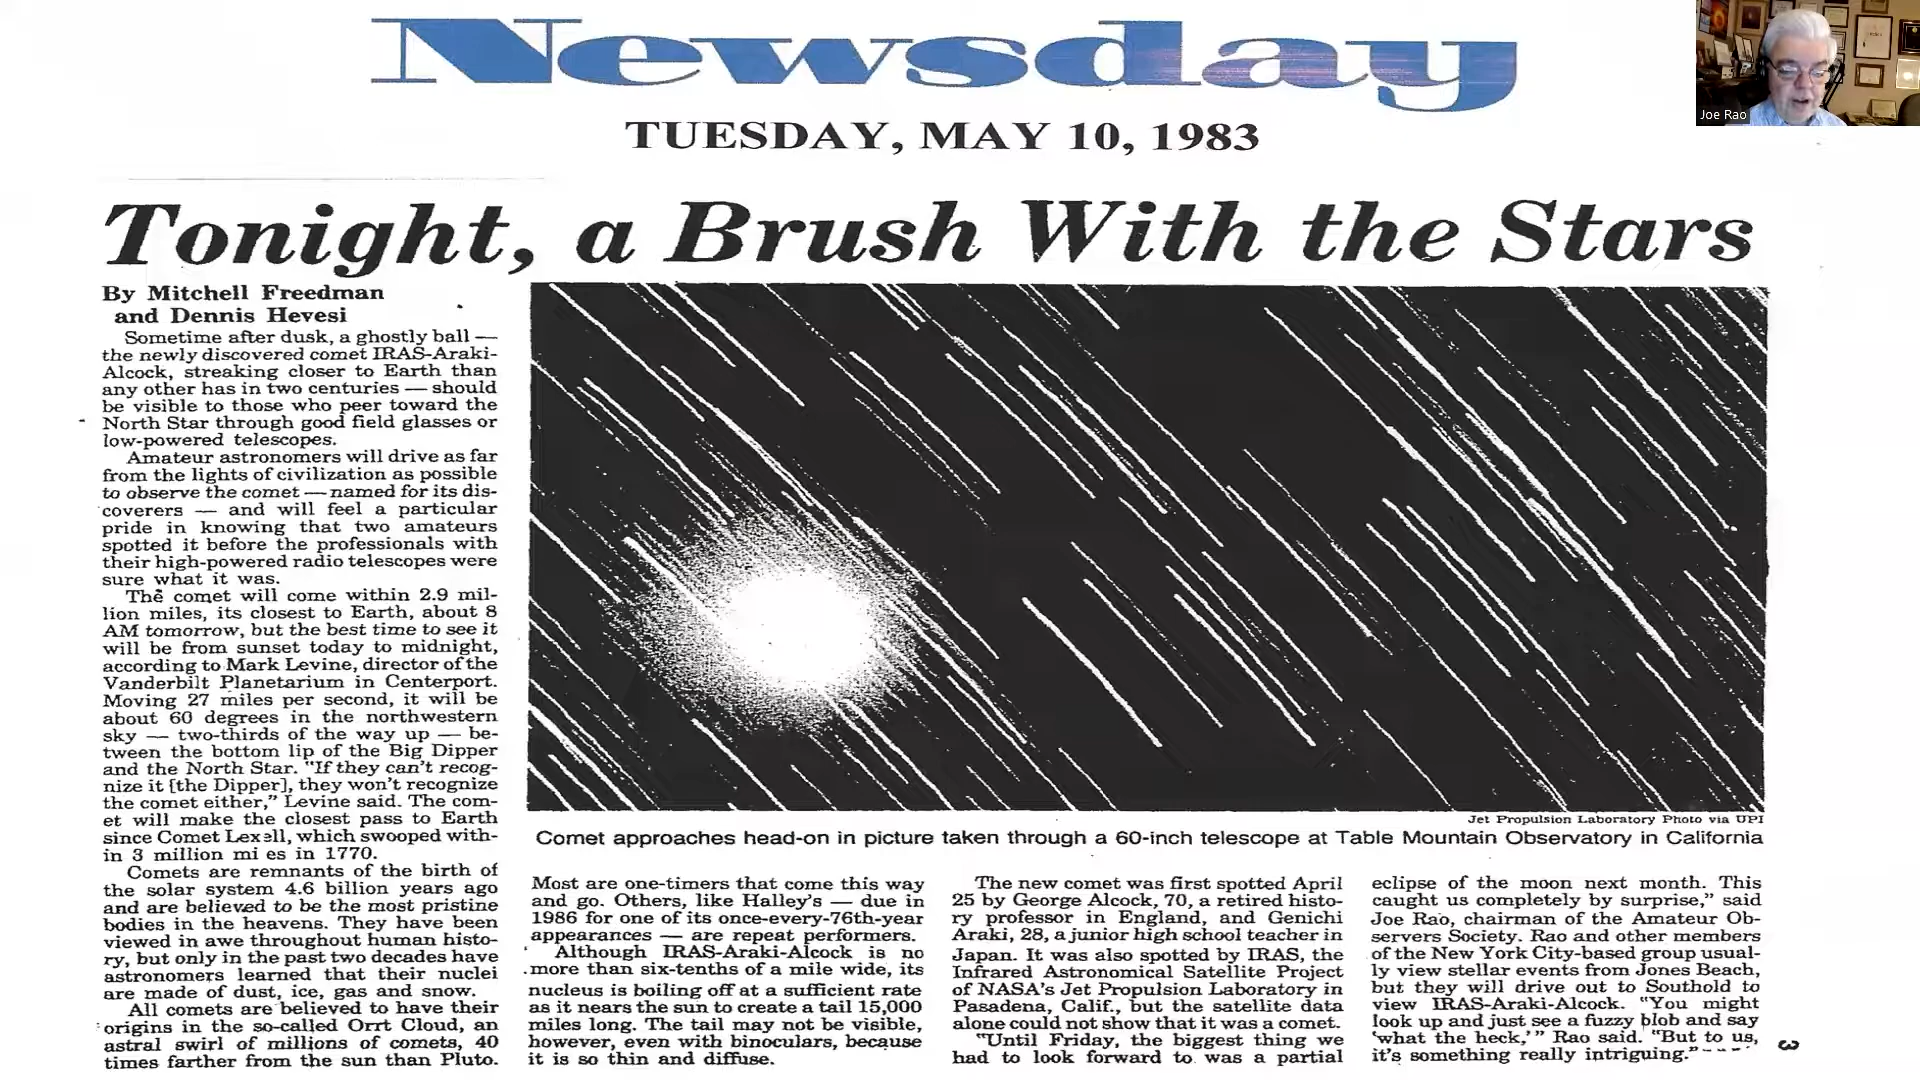 Newsday
Joe Rao
TUESDAY, MAY 10, 1983
Tonight, a Brush With the Stars
By Mitchell Freedman
and Dennis Hevesi
Sometime after dusk, a ghostly ball —
the newly discovered comet IRAS-Araki-
Alcock, streaking closer to Earth than
any other has in two centuries — should
be visible to those who peer toward the
North Star through good field glasses or
low-powered telescopes.
Amateur astronomers will drive as far
from the lights of civilization as possible
to observe the comet — named for its dis-
coverers — and will feel a particular
pride in knowing that two amateurs
spotted it before the professionals with
their high-powered radio telescopes were
sure what it was.
The comet will come within 2.9 mil-
lion miles, its closest to Earth, about 8
AM tomorrow, but the best time to see it
will be from sunset today to midnight,
according to Mark Levine, director of the
Vanderbilt Planetarium in Centerport.
Moving 27 miles per second, it will be
about 60 degrees in the northwestern
sky — two-thirds of the way up — be-
tween the bottom lip of the Big Dipper
and the North Star. "If they can't recog-
nize it [the Dipper], they won't recognize
the comet either," Levine said. The com-
et will make the closest pass to Earth
since Comet Lexell, which swooped with-
in 3 million mi es in 1770.
Comets are remnants of the birth of
the solar system 4.6 billion years ago
and are believed to be the most pristine
bodies in the heavens. They have been
viewed in awe throughout human histo-
ry, but only in the past two decades have
astronomers learned that their nuclei
are made of dust, ice, gas and snow.
All comets are believed to have their
origins in the so-called Orrt Cloud, an
astral swirl of millions of comets, 40
times farther from the sun than Pluto.
Jet Propulsion Laboratory Photo via UPI
Comet approaches head-on in picture taken through a 60-inch telescope at Table Mountain Observatory in California
Most are one-timers that come this way
and go. Others, like Halley's — due in
1986 for one of its once-every-76th-year
appearances — are repeat performers.
Although IRAS-Araki-Alcock is no
more than six-tenths of a mile wide, its
nucleus is boiling off at a sufficient rate
as it nears the sun to create a tail 15,000
miles long. The tail may not be visible,
however, even with binoculars, because
it is so thin and diffuse.
The new comet was first spotted April
25 by George Alcock, 70, a retired histo-
ry professor in England, and Genichi
Araki, 28, a junior high school teacher in
Japan. It was also spotted by IRAS, the
Infrared Astronomical Satellite Project
of NASA's Jet Propulsion Laboratory in
Pasadena, Calif., but the satellite data
alone could not show that it was a comet.
"Until Friday, the biggest thing we
had to look forward to was a partial
eclipse of the moon next month. This
caught us completely by surprise," said
Joe Rao, chairman of the Amateur Ob-
servers Society. Rao and other members
of the New York City-based group usual-
ly view stellar events from Jones Beach,
but they will drive out to Southold to
view IRAS-Araki-Alcock. "You might
look up and just see a fuzzy blob and say
'what the heck,'" Rao said. "But to us,
it's something really intriguing."
3